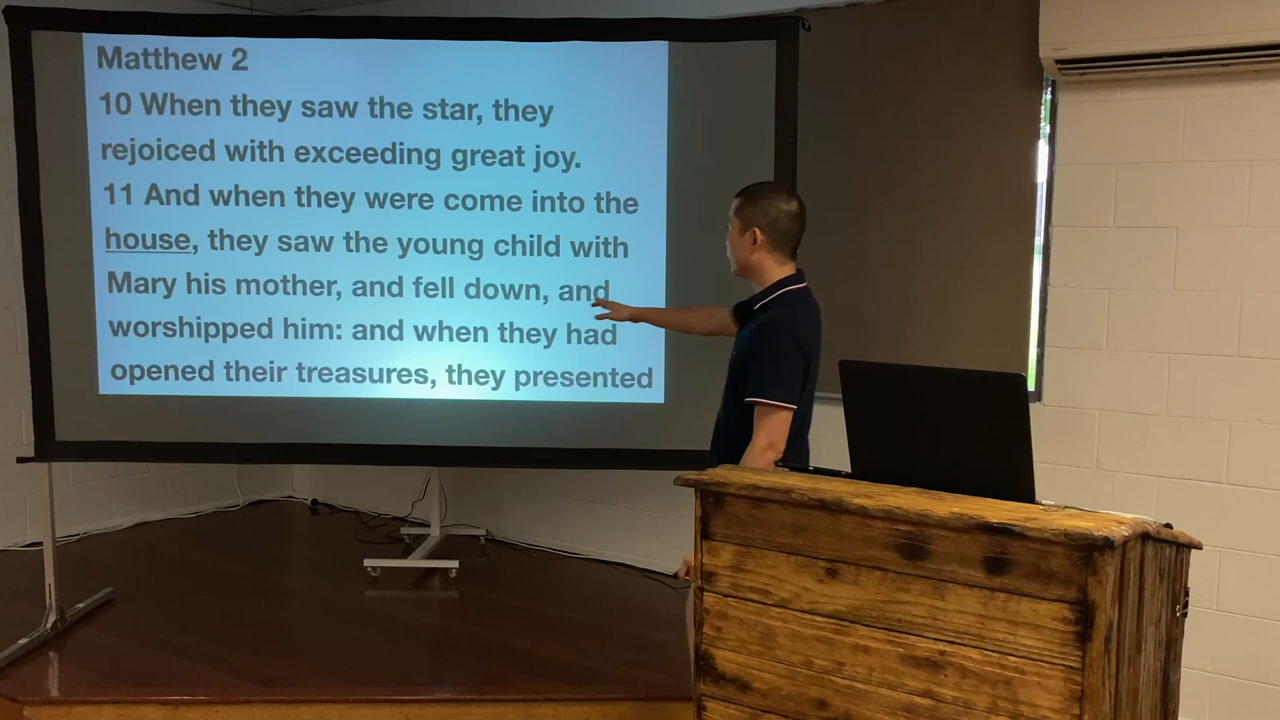 Matthew 2
10 When they saw the star, they
rejoiced with exceeding great joy.
11 And when they were come into the
house, they saw the young child with
Mary his mother, and fell down, and
worshipped him: and when they had
opened their treasures, they presented